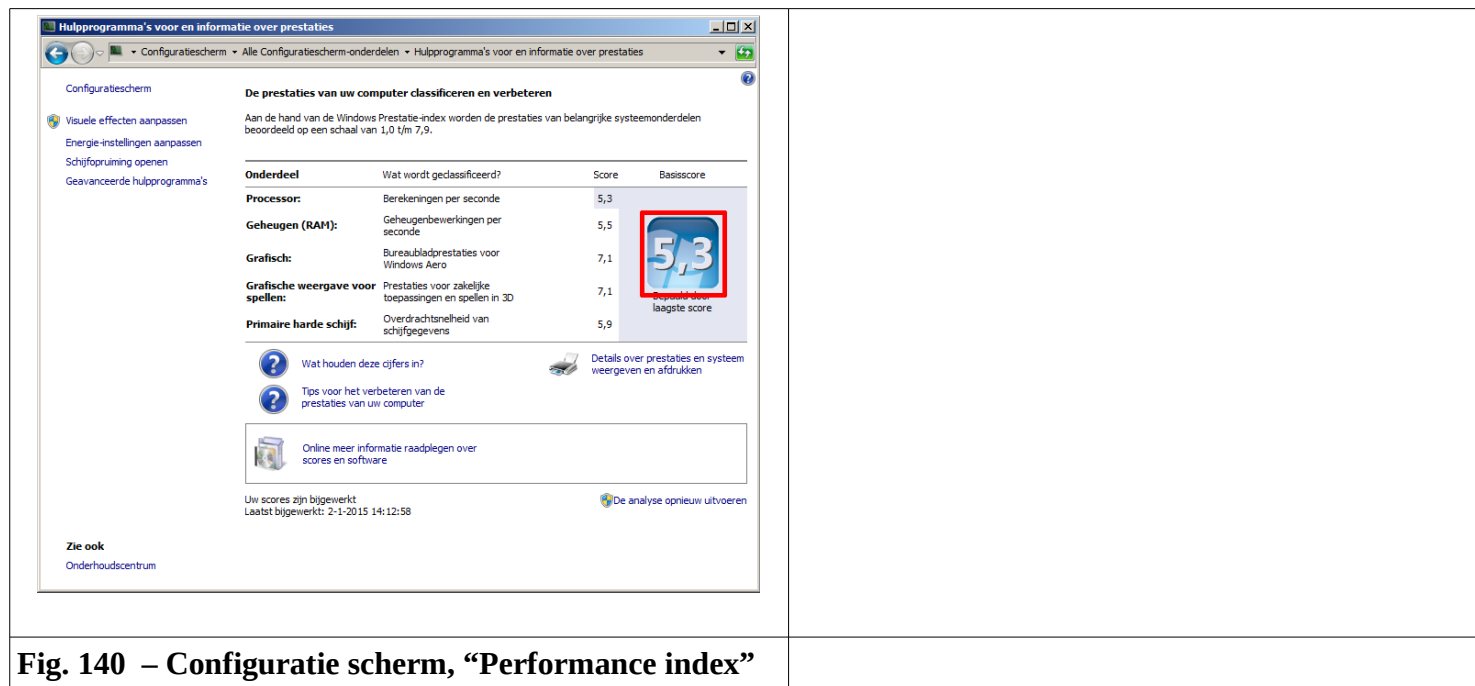 Hulpprogramma's voor en informatie over prestaties
Configuratiescherm Alle Configuratiescherm-onderdelen Hulpprogramma's voor en informatie over prestaties
Configuratiescherm
Visuele effecten aanpassen
Energie-instellingen aanpassen
Schijfopruiming openen
Geavanceerde hulpprogramma's
De prestaties van uw computer classificeren en verbeteren
Aan de hand van de Windows Prestatie-index worden de prestaties van belangrijke systeemonderdelen
beoordeeld op een schaal van 1,0 t/m 7,9.
Onderdeel Wat wordt geclassificeerd? Score Basisscore
Processor: Berekeningen per seconde 5,3
Geheugen (RAM): Geheugenbewerkingen per
seconde 5,5
Grafisch: Bureaubladprestaties voor
Windows Aero 7,1
Grafische weergave voor
spellen: Prestaties voor zakelijke
toepassingen en spellen in 3D 7,1
Primaire harde schijf: Overdrachtsnelheid van
schijfgegevens 5,9
5,3
Bepaald door
laagste score
Wat houden deze cijfers in?
Details over prestaties en systeem
weergeven en afdrukken
Tips voor het verbeteren van de
prestaties van uw computer
Online meer informatie raadplegen over
scores en software
Uw scores zijn bijgewerkt
Laatst bijgewerkt: 2-1-2015 14:12:58
De analyse opnieuw uitvoeren
Zie ook
Onderhoudscentrum
Fig. 140 – Configuratie scherm, “Performance index”